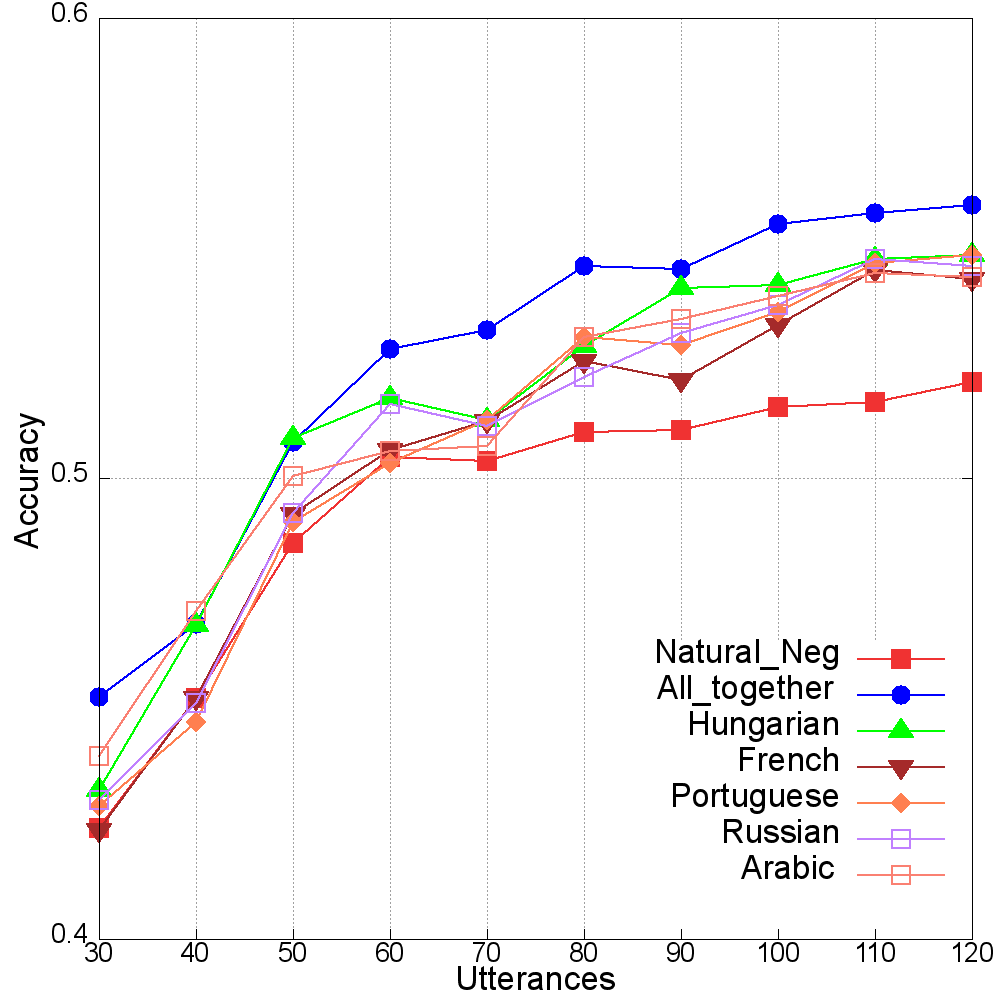 0.6
0.5
0.4
Accuracy
Natural_Neg
All_together
Hungarian
French
Portuguese
Russian
Arabic
30 40 50 60 70 80 90 100 110 120
Utterances